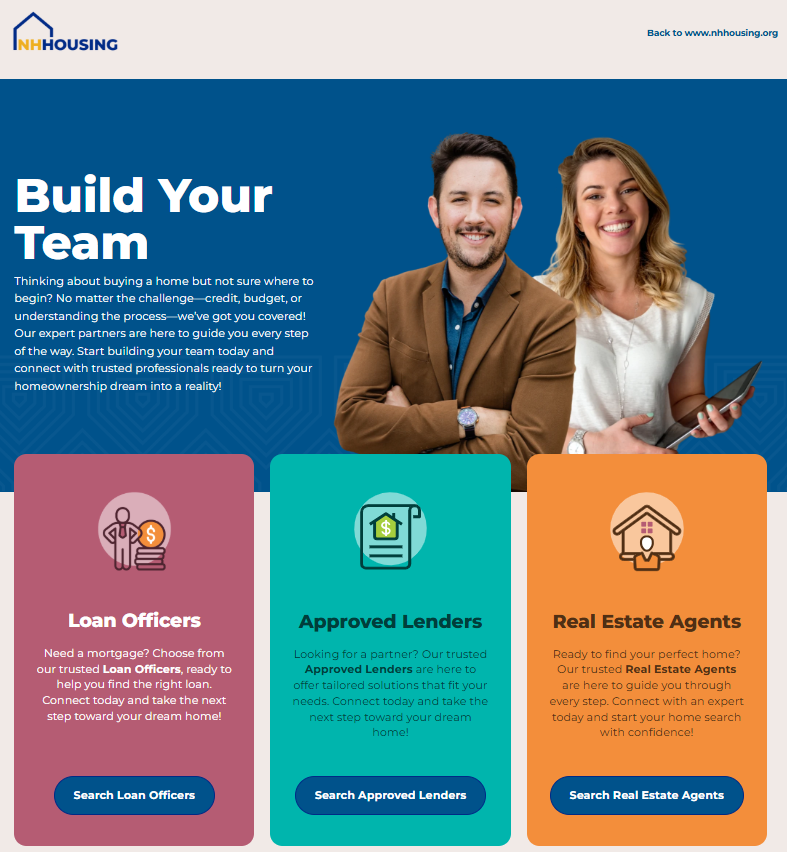 NHHOUSING
Back to www.nhhousing.org
Build Your
Team
Thinking about buying a home but not sure where to
begin? No matter the challenge—credit, budget, or
understanding the process—we've got you covered!
Our expert partners are here to guide you every step
of the way. Start building your team today and
connect with trusted professionals ready to turn your
homeownership dream into a reality!
Loan Officers
Need a mortgage? Choose from
our trusted Loan Officers, ready to
help you find the right loan.
Connect today and take the next
step toward your dream home!
Search Loan Officers
Approved Lenders
Looking for a partner? Our trusted
Approved Lenders are here to
offer tailored solutions that fit your
needs. Connect today and take the
next step toward your dream
home!
Search Approved Lenders
Real Estate Agents
Ready to find your perfect home?
Our trusted Real Estate Agents
are here to guide you through
every step. Connect with an expert
today and start your home search
with confidence!
Search Real Estate Agents